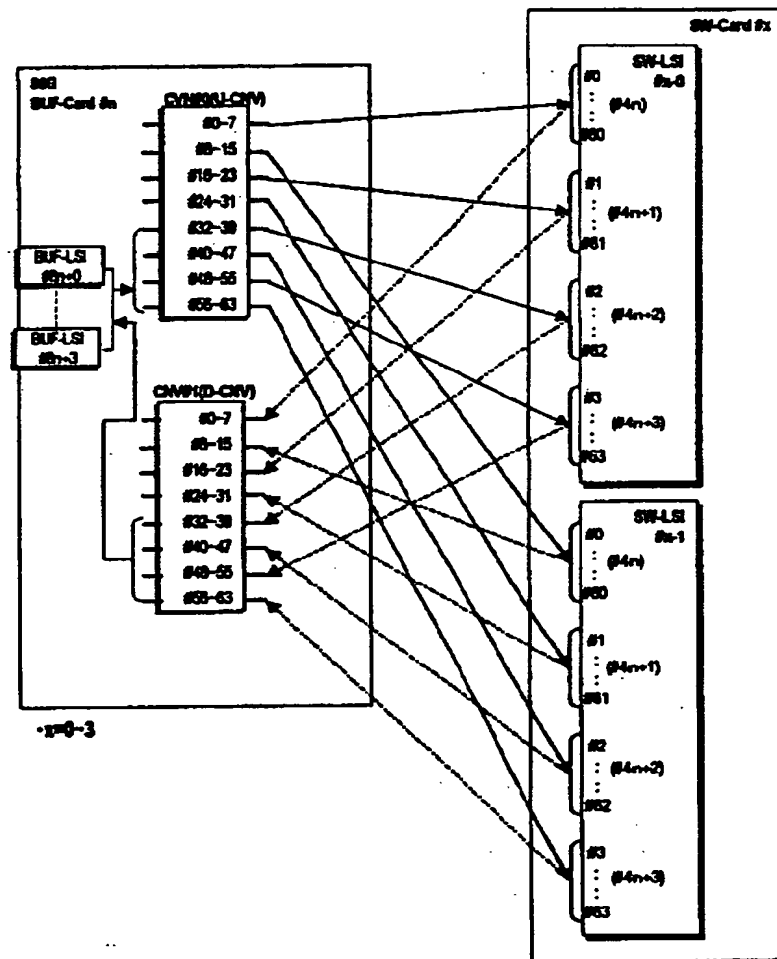 SW-Card #x
SSG
BUF-Card #n
CVN#0(U-CNV)
#0~7
#8~15
#16~23
#24~31
#32~39
#40~47
#48~55
#56~63
BUF-LSI
#8n+0
BUF-LSI
#8n+3
CNV#1(D-CNV)
#0~7
#8~15
#16~23
#24~31
#32~39
#40~47
#48~55
#56~63
•x=0~3
SW-LSI
#x-0
#0
(#4n)
#60
#1
(#4n+1)
#61
#2
(#4n+2)
#62
#3
(#4n+3)
#63
SW-LSI
#x-1
#0
(#4n)
#60
#1
(#4n+1)
#61
#2
(#4n+2)
#62
#3
(#4n+3)
#63